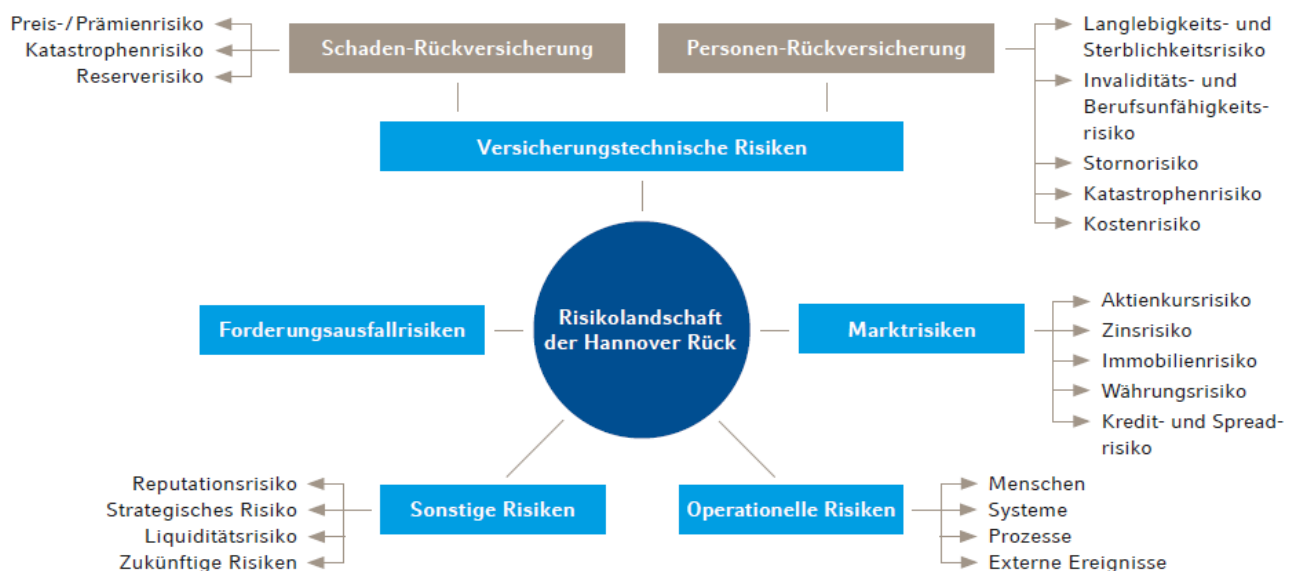 Preis-/Prämienrisiko
Katastrophenrisiko
Reserverisiko
Schaden-Rückversicherung
Personen-Rückversicherung
Langlebigkeits- und
Sterblichkeitsrisiko
Invaliditäts- und
Berufsunfähigkeits-
risiko
Stornorisiko
Katastrophenrisiko
Kostenrisiko
Versicherungstechnische Risiken
Forderungsausfallrisiken
Risikolandschaft
der Hannover Rück
Marktrisiken
Aktienkursrisiko
Zinsrisiko
Immobilienrisiko
Währungsrisiko
Kredit- und Spread-
risiko
Reputationsrisiko
Strategisches Risiko
Liquiditätsrisiko
Zukünftige Risiken
Sonstige Risiken
Operationelle Risiken
Menschen
Systeme
Prozesse
Externe Ereignisse